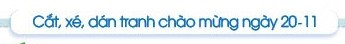 Cắt, xé, dán tranh chào mừng ngày 20-11